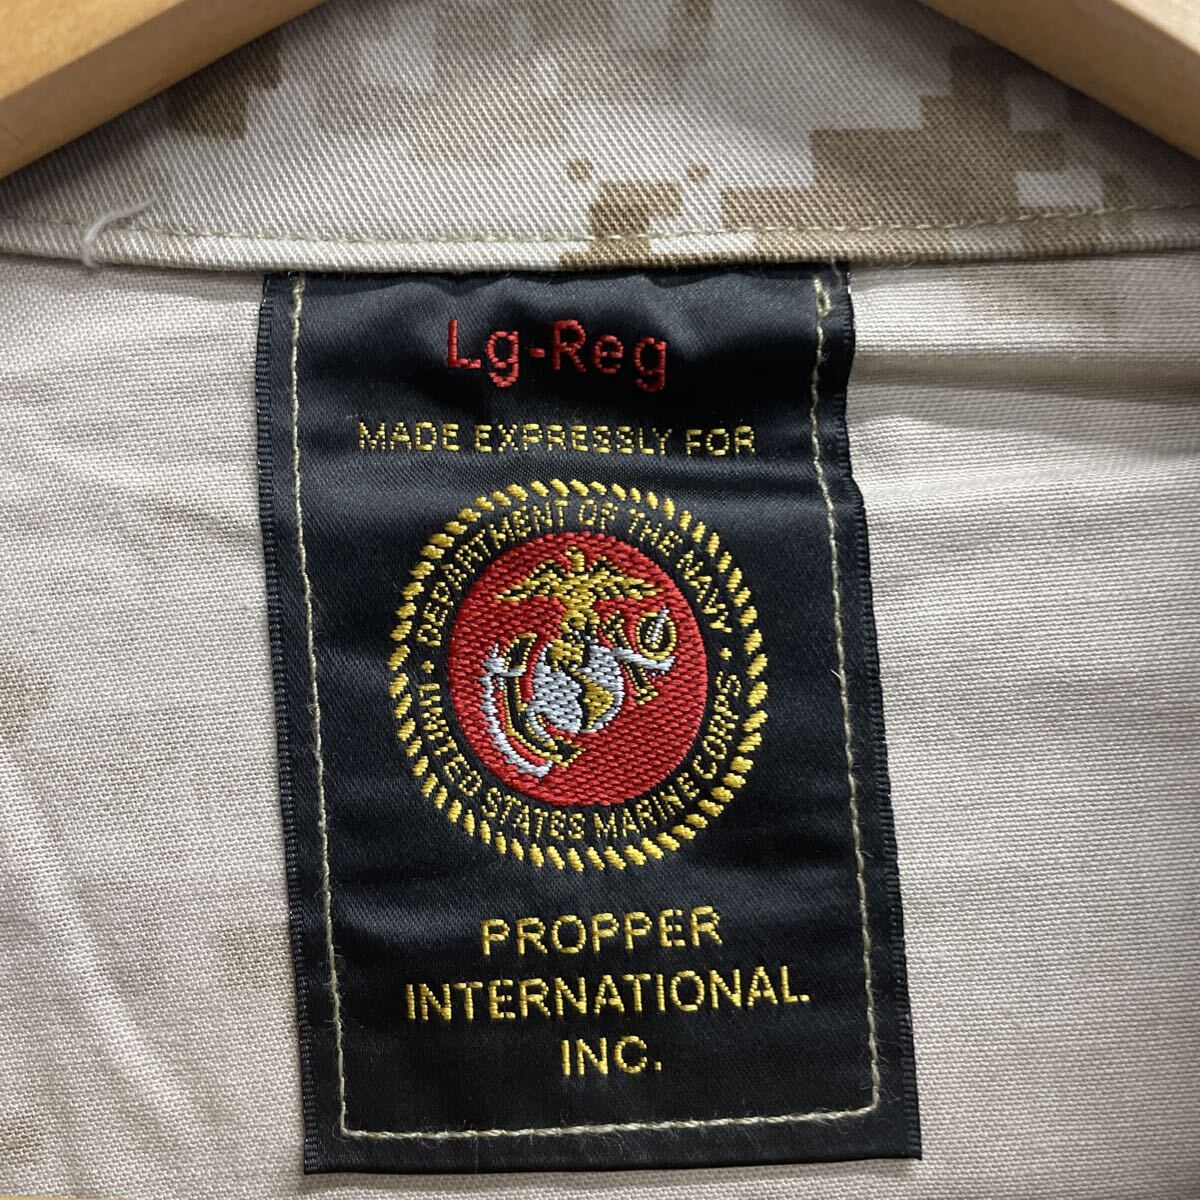 Lg-Reg
MADE EXPRESSLY FOR
DEPARTMENT OF THE NAVY
UNITED STATES MARINE CORPS
PROPPER
INTERNATIONAL
INC.